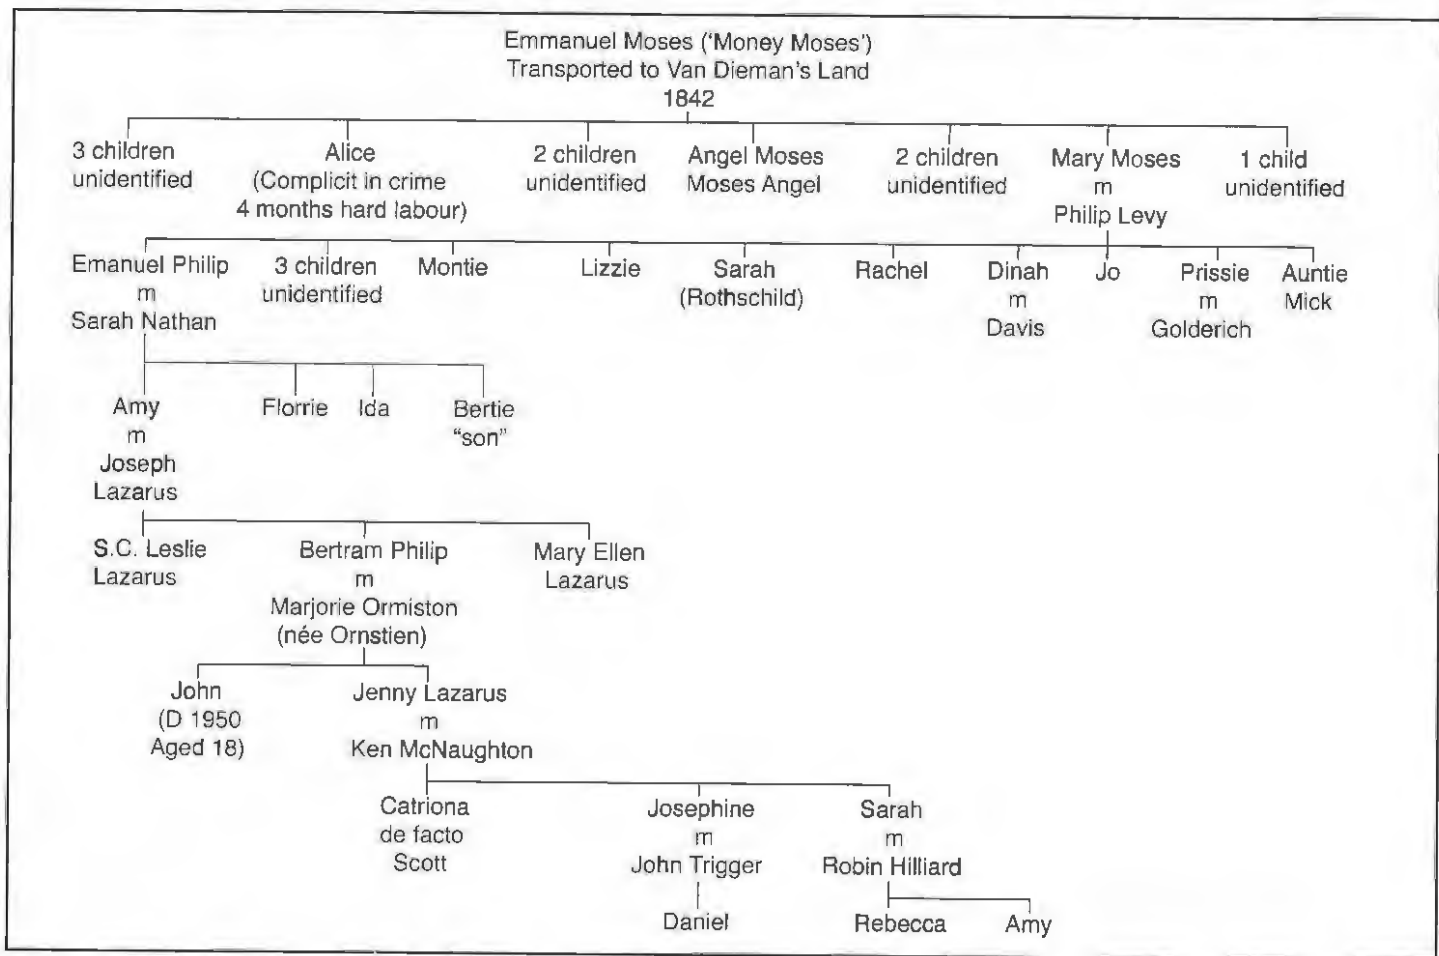 Emmanuel Moses ('Money Moses')
Transported to Van Dieman's Land
1842
3 children
unidentified
Alice
(Complicit in crime
4 months hard labour)
2 children
unidentified
Angel Moses
Moses Angel
2 children
unidentified
Mary Moses
m
Philip Levy
1 child
unidentified
Emanuel Philip
m
Sarah Nathan
3 children
unidentified
Montie
Lizzie
Sarah
(Rothschild)
Rachel
Dinah
m
Davis
Jo
Prissie
m
Golderich
Auntie
Mick
Amy
m
Joseph
Lazarus
Florrie
Ida
Bertie
"son"
S.C. Leslie
Lazarus
Bertram Philip
m
Marjorie Ormiston
(née Ornstien)
Mary Ellen
Lazarus
John
(D 1950
Aged 18)
Jenny Lazarus
m
Ken McNaughton
Catriona
de facto
Scott
Josephine
m
John Trigger
Sarah
m
Robin Hilliard
Daniel
Rebecca
Amy